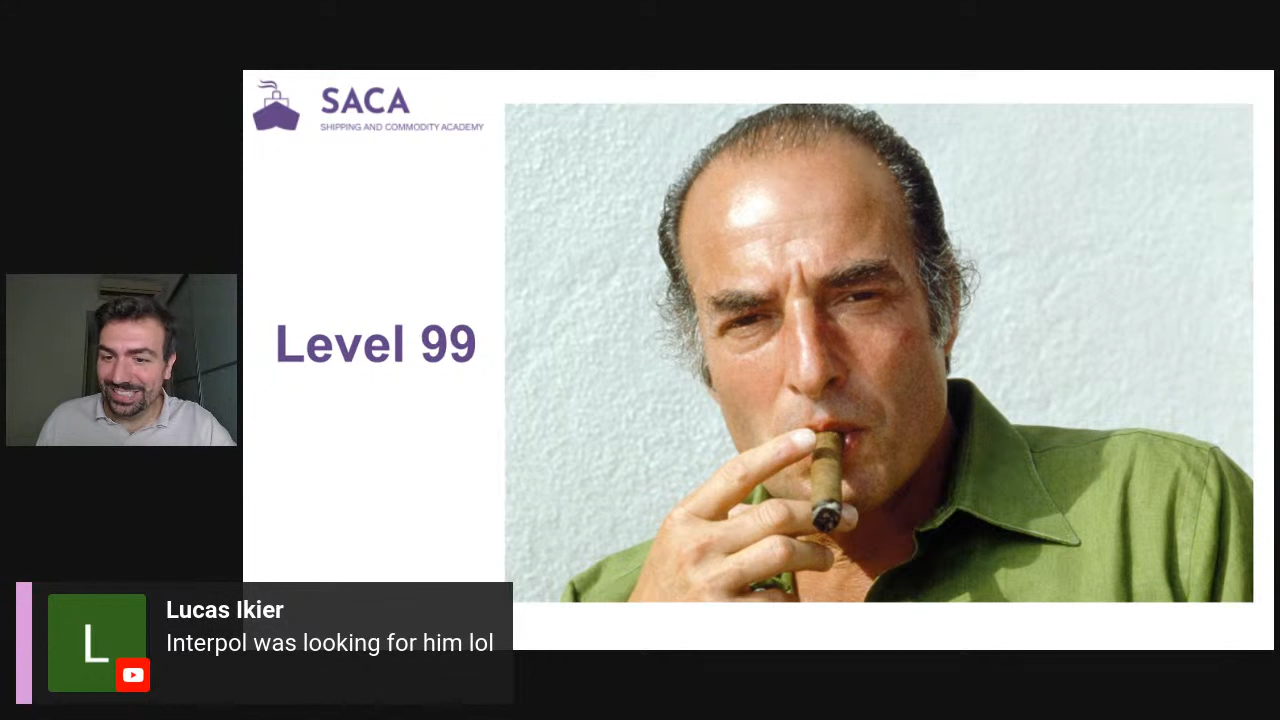 SACA
SHIPPING AND COMMODITY ACADEMY
Level 99
L
Lucas Ikier
Interpol was looking for him lol